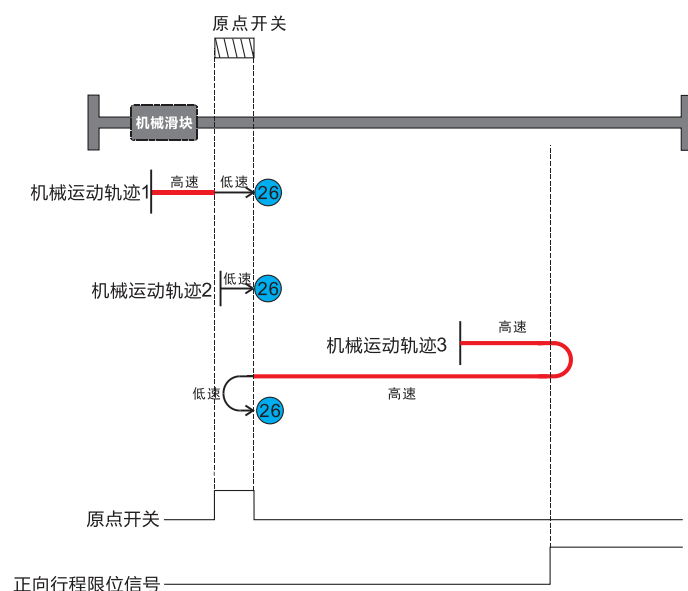 原点开关
机械滑块
机械运动轨迹1
高速
低速
26
机械运动轨迹2
低速
26
机械运动轨迹3
高速
低速
高速
26
原点开关
正向行程限位信号